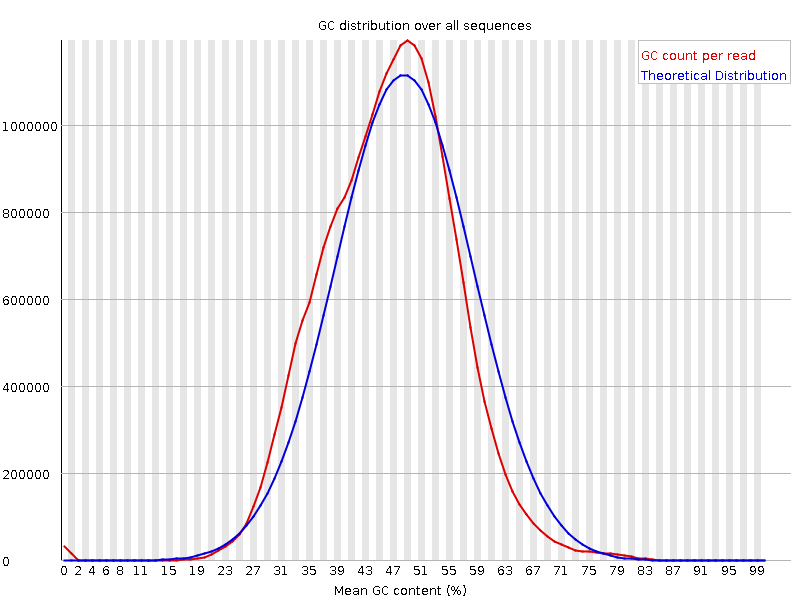 GC distribution over all sequences
GC count per read
Theoretical Distribution
1000000
800000
600000
400000
200000
0
0 2 4 6 8 11 15 19 23 27 31 35 39 43 47 51 55 59 63 67 71 75 79 83 87 91 95 99
Mean GC content (%)